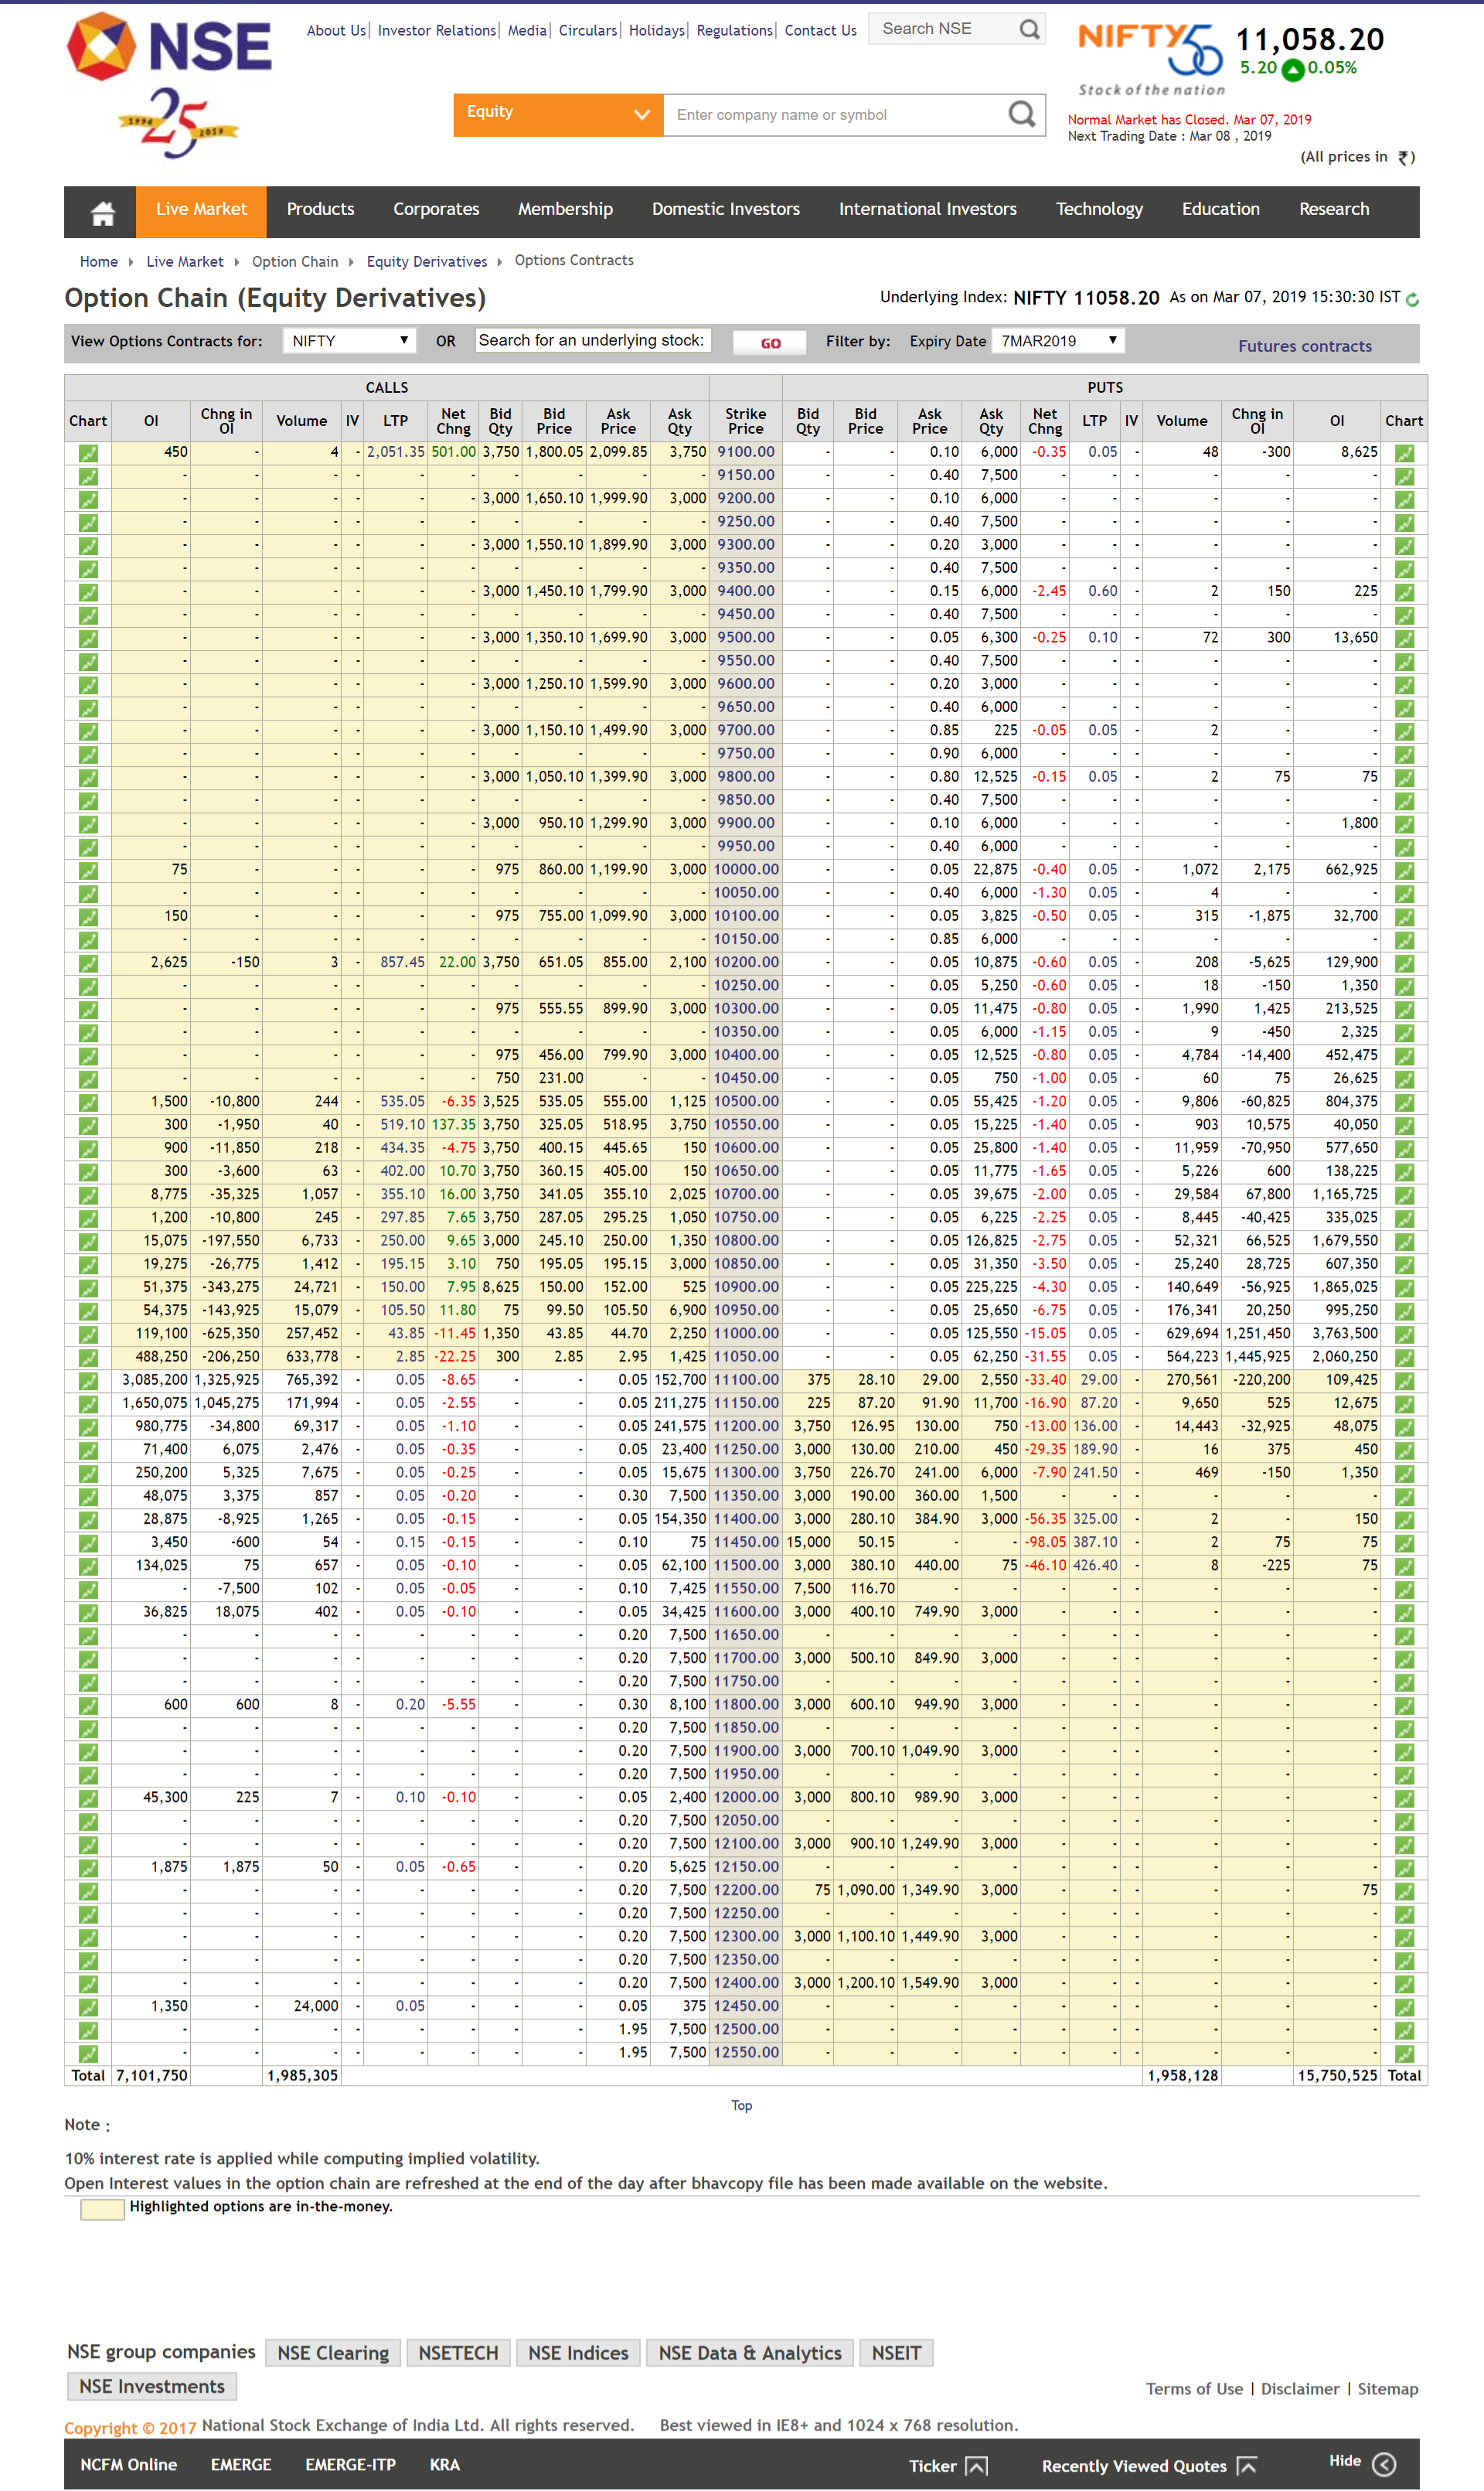 NSE
1994 25 2019
About Us| Investor Relations| Media| Circulars| Holidays| Regulations| Contact Us
Search NSE
NIFTY 50
Stock of the nation
11,058.20
5.20 0.05%
Equity
Enter company name or symbol
Normal Market has Closed. Mar 07, 2019
Next Trading Date : Mar 08 , 2019
(All prices in ₹)
Live Market Products Corporates Membership Domestic Investors International Investors Technology Education Research
Home Live Market Option Chain Equity Derivatives Options Contracts
Option Chain (Equity Derivatives)
Underlying Index: NIFTY 11058.20 As on Mar 07, 2019 15:30:30 IST
View Options Contracts for: NIFTY OR Search for an underlying stock: GO Filter by: Expiry Date 7MAR2019 Futures contracts
CALLS PUTS
Chart OI Chng in OI Volume IV LTP Net Chng Bid Qty Bid Price Ask Price Ask Qty Strike Price Bid Qty Bid Price Ask Price Ask Qty Net Chng LTP IV Volume Chng in OI OI Chart
450 - 4 - 2,051.35 501.00 3,750 1,800.05 2,099.85 3,750 9100.00 - - 0.10 6,000 -0.35 0.05 - 48 -300 8,625
- - - - - - - - - - 9150.00 - - 0.40 7,500 - - - - - -
- - - - - - 3,000 1,650.10 1,999.90 3,000 9200.00 - - 0.10 6,000 - - - - - -
- - - - - - - - - - 9250.00 - - 0.40 7,500 - - - - - -
- - - - - - 3,000 1,550.10 1,899.90 3,000 9300.00 - - 0.20 3,000 - - - - - -
- - - - - - - - - - 9350.00 - - 0.40 7,500 - - - - - -
- - - - - - 3,000 1,450.10 1,799.90 3,000 9400.00 - - 0.15 6,000 -2.45 0.60 - 2 150 225
- - - - - - - - - - 9450.00 - - 0.40 7,500 - - - - - -
- - - - - - 3,000 1,350.10 1,699.90 3,000 9500.00 - - 0.05 6,300 -0.25 0.10 - 72 300 13,650
- - - - - - - - - - 9550.00 - - 0.40 7,500 - - - - - -
- - - - - - 3,000 1,250.10 1,599.90 3,000 9600.00 - - 0.20 3,000 - - - - - -
- - - - - - - - - - 9650.00 - - 0.40 6,000 - - - - - -
- - - - - - 3,000 1,150.10 1,499.90 3,000 9700.00 - - 0.85 225 -0.05 0.05 - 2 - -
- - - - - - - - - - 9750.00 - - 0.90 6,000 - - - - - -
- - - - - - 3,000 1,050.10 1,399.90 3,000 9800.00 - - 0.80 12,525 -0.15 0.05 - 2 75 75
- - - - - - - - - - 9850.00 - - 0.40 7,500 - - - - - -
- - - - - - 3,000 950.10 1,299.90 3,000 9900.00 - - 0.10 6,000 - - - - - 1,800
- - - - - - - - - - 9950.00 - - 0.40 6,000 - - - - - -
75 - - - - - 975 860.00 1,199.90 3,000 10000.00 - - 0.05 22,875 -0.40 0.05 - 1,072 2,175 662,925
- - - - - - - - - - 10050.00 - - 0.40 6,000 -1.30 0.05 - 4 - -
150 - - - - - 975 755.00 1,099.90 3,000 10100.00 - - 0.05 3,825 -0.50 0.05 - 315 -1,875 32,700
- - - - - - - - - - 10150.00 - - 0.85 6,000 - - - - - -
2,625 -150 3 - 857.45 22.00 3,750 651.05 855.00 2,100 10200.00 - - 0.05 10,875 -0.60 0.05 - 208 -5,625 129,900
- - - - - - - - - - 10250.00 - - 0.05 5,250 -0.60 0.05 - 18 -150 1,350
- - - - - - 975 555.55 899.90 3,000 10300.00 - - 0.05 11,475 -0.80 0.05 - 1,990 1,425 213,525
- - - - - - - - - - 10350.00 - - 0.05 6,000 -1.15 0.05 - 9 -450 2,325
- - - - - - 975 456.00 799.90 3,000 10400.00 - - 0.05 12,525 -0.80 0.05 - 4,784 -14,400 452,475
- - - - - - 750 231.00 - - 10450.00 - - 0.05 750 -1.00 0.05 - 60 75 26,625
1,500 -10,800 244 - 535.05 -6.35 3,525 535.05 555.00 1,125 10500.00 - - 0.05 55,425 -1.20 0.05 - 9,806 -60,825 804,375
300 -1,950 40 - 519.10 137.35 3,750 325.05 518.95 3,750 10550.00 - - 0.05 15,225 -1.40 0.05 - 903 10,575 40,050
900 -11,850 218 - 434.35 -4.75 3,750 400.15 445.65 150 10600.00 - - 0.05 25,800 -1.40 0.05 - 11,959 -70,950 577,650
300 -3,600 63 - 402.00 10.70 3,750 360.15 405.00 150 10650.00 - - 0.05 11,775 -1.65 0.05 - 5,226 600 138,225
8,775 -35,325 1,057 - 355.10 16.00 3,750 341.05 355.10 2,025 10700.00 - - 0.05 39,675 -2.00 0.05 - 29,584 67,800 1,165,725
1,200 -10,800 245 - 297.85 7.65 3,750 287.05 295.25 1,050 10750.00 - - 0.05 6,225 -2.25 0.05 - 8,445 -40,425 335,025
15,075 -197,550 6,733 - 250.00 9.65 3,000 245.10 250.00 1,350 10800.00 - - 0.05 126,825 -2.75 0.05 - 52,321 66,525 1,679,550
19,275 -26,775 1,412 - 195.15 3.10 750 195.05 195.15 3,000 10850.00 - - 0.05 31,350 -3.50 0.05 - 25,240 28,725 607,350
51,375 -343,275 24,721 - 150.00 7.95 8,625 150.00 152.00 525 10900.00 - - 0.05 225,225 -4.30 0.05 - 140,649 -56,925 1,865,025
54,375 -143,925 15,079 - 105.50 11.80 75 99.50 105.50 6,900 10950.00 - - 0.05 25,650 -6.75 0.05 - 176,341 20,250 995,250
119,100 -625,350 257,452 - 43.85 -11.45 1,350 43.85 44.70 2,250 11000.00 - - 0.05 125,550 -15.05 0.05 - 629,694 1,251,450 3,763,500
488,250 -206,250 633,778 - 2.85 -22.25 300 2.85 2.95 1,425 11050.00 - - 0.05 62,250 -31.55 0.05 - 564,223 1,445,925 2,060,250
3,085,200 1,325,925 765,392 - 0.05 -8.65 - - 0.05 152,700 11100.00 375 28.10 29.00 2,550 -33.40 29.00 - 270,561 -220,200 109,425
1,650,075 1,045,275 171,994 - 0.05 -2.55 - - 0.05 211,275 11150.00 225 87.20 91.90 11,700 -16.90 87.20 - 9,650 525 12,675
980,775 -34,800 69,317 - 0.05 -1.10 - - 0.05 241,575 11200.00 3,750 126.95 130.00 750 -13.00 136.00 - 14,443 -32,925 48,075
71,400 6,075 2,476 - 0.05 -0.35 - - 0.05 23,400 11250.00 3,000 130.00 210.00 450 -29.35 189.90 - 16 375 450
250,200 5,325 7,675 - 0.05 -0.25 - - 0.05 15,675 11300.00 3,750 226.70 241.00 6,000 -7.90 241.50 - 469 -150 1,350
48,075 3,375 857 - 0.05 -0.20 - - 0.30 7,500 11350.00 3,000 190.00 360.00 1,500 - - - - - -
28,875 -8,925 1,265 - 0.05 -0.15 - - 0.05 154,350 11400.00 3,000 280.10 384.90 3,000 -56.35 325.00 - 2 - 150
3,450 -600 54 - 0.15 -0.15 - - 0.10 75 11450.00 15,000 50.15 - - -98.05 387.10 - 2 75 75
134,025 75 657 - 0.05 -0.10 - - 0.05 62,100 11500.00 3,000 380.10 440.00 75 -46.10 426.40 - 8 -225 75
- -7,500 102 - 0.05 -0.05 - - 0.10 7,425 11550.00 7,500 116.70 - - - - - - - -
36,825 18,075 402 - 0.05 -0.10 - - 0.05 34,425 11600.00 3,000 400.10 749.90 3,000 - - - - - -
- - - - - - - - 0.20 7,500 11650.00 - - - - - - - - - -
- - - - - - - - 0.20 7,500 11700.00 3,000 500.10 849.90 3,000 - - - - - -
- - - - - - - - 0.20 7,500 11750.00 - - - - - - - - - -
600 600 8 - 0.20 -5.55 - - 0.30 8,100 11800.00 3,000 600.10 949.90 3,000 - - - - - -
- - - - - - - - 0.20 7,500 11850.00 - - - - - - - - - -
- - - - - - - - 0.20 7,500 11900.00 3,000 700.10 1,049.90 3,000 - - - - - -
- - - - - - - - 0.20 7,500 11950.00 - - - - - - - - - -
45,300 225 7 - 0.10 -0.10 - - 0.05 2,400 12000.00 3,000 800.10 989.90 3,000 - - - - - -
- - - - - - - - 0.20 7,500 12050.00 - - - - - - - - - -
- - - - - - - - 0.20 7,500 12100.00 3,000 900.10 1,249.90 3,000 - - - - - -
1,875 1,875 50 - 0.05 -0.65 - - 0.20 5,625 12150.00 - - - - - - - - - -
- - - - - - - - 0.20 7,500 12200.00 75 1,090.00 1,349.90 3,000 - - - - - 75
- - - - - - - - 0.20 7,500 12250.00 - - - - - - - - - -
- - - - - - - - 0.20 7,500 12300.00 3,000 1,100.10 1,449.90 3,000 - - - - - -
- - - - - - - - 0.20 7,500 12350.00 - - - - - - - - - -
- - - - - - - - 0.20 7,500 12400.00 3,000 1,200.10 1,549.90 3,000 - - - - - -
1,350 - 24,000 - 0.05 - - - 0.05 375 12450.00 - - - - - - - - - -
- - - - - - - - 1.95 7,500 12500.00 - - - - - - - - - -
- - - - - - - - 1.95 7,500 12550.00 - - - - - - - - - -
Total 7,101,750 1,985,305 1,958,128 15,750,525 Total
Top
Note :
10% interest rate is applied while computing implied volatility.
Open Interest values in the option chain are refreshed at the end of the day after bhavcopy file has been made available on the website.
Highlighted options are in-the-money.
NSE group companies NSE Clearing NSETECH NSE Indices NSE Data & Analytics NSEIT
NSE Investments
Terms of Use | Disclaimer | Sitemap
Copyright © 2017 National Stock Exchange of India Ltd. All rights reserved. Best viewed in IE8+ and 1024 x 768 resolution.
NCFM Online EMERGE EMERGE-ITP KRA Ticker Recently Viewed Quotes Hide